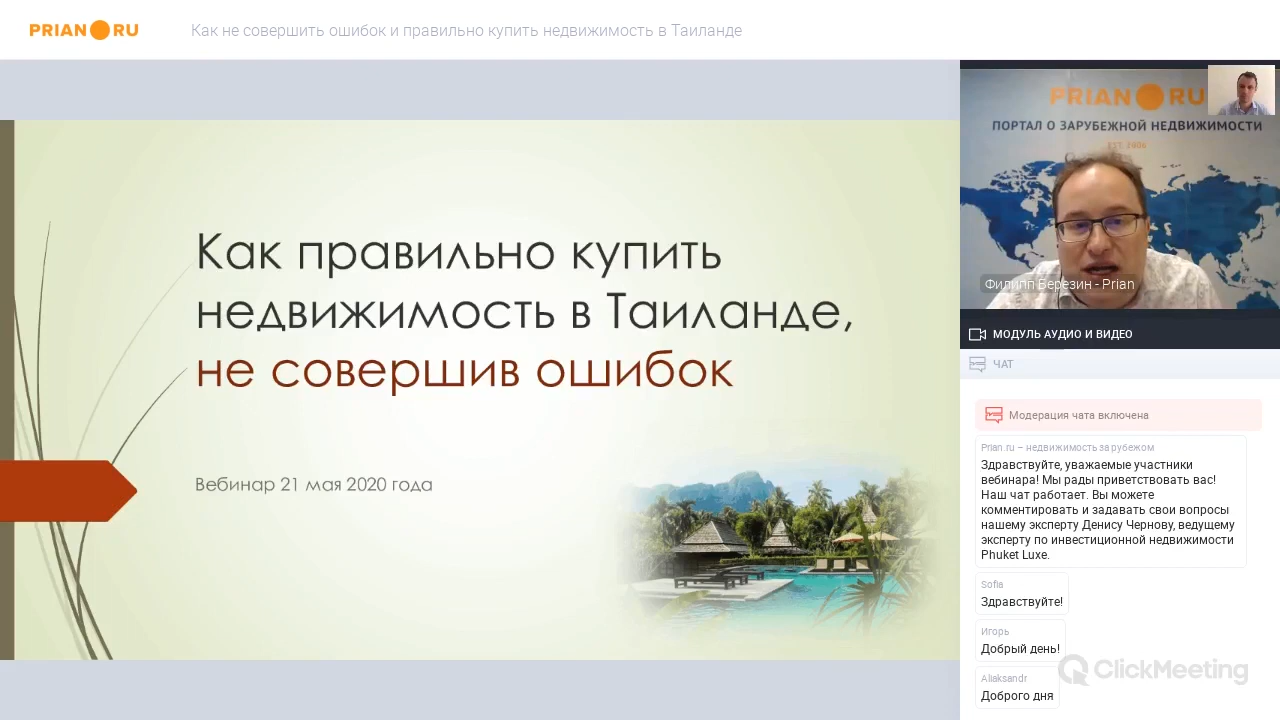 PRIAN RU
Как не совершить ошибок и правильно купить недвижимость в Таиланде
Как правильно купить
недвижимость в Таиланде,
не совершив ошибок
Вебинар 21 мая 2020 года
PRIAN RU
ПОРТАЛ О ЗАРУБЕЖНОЙ НЕДВИЖИМОСТИ
EST. 2006
Филипп Березин - Prian
МОДУЛЬ АУДИО И ВИДЕО
ЧАТ
Модерация чата включена
Prian.ru – недвижимость за рубежом
Здравствуйте, уважаемые участники
вебинара! Мы рады приветствовать вас!
Наш чат работает. Вы можете
комментировать и задавать свои вопросы
нашему эксперту Денису Чернову, ведущему
эксперту по инвестиционной недвижимости
Phuket Luxe.
Sofia
Здравствуйте!
Игорь
Добрый день!
Aliaksandr
Доброго дня
ClickMeeting